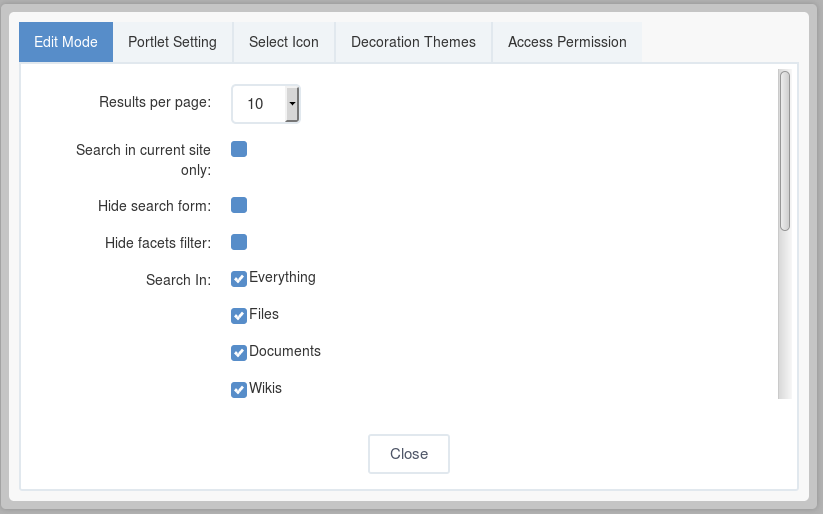 Edit Mode Portlet Setting Select Icon Decoration Themes Access Permission
Results per page: 10
Search in current site
only:
Hide search form:
Hide facets filter:
Search In: Everything
Files
Documents
Wikis
Close